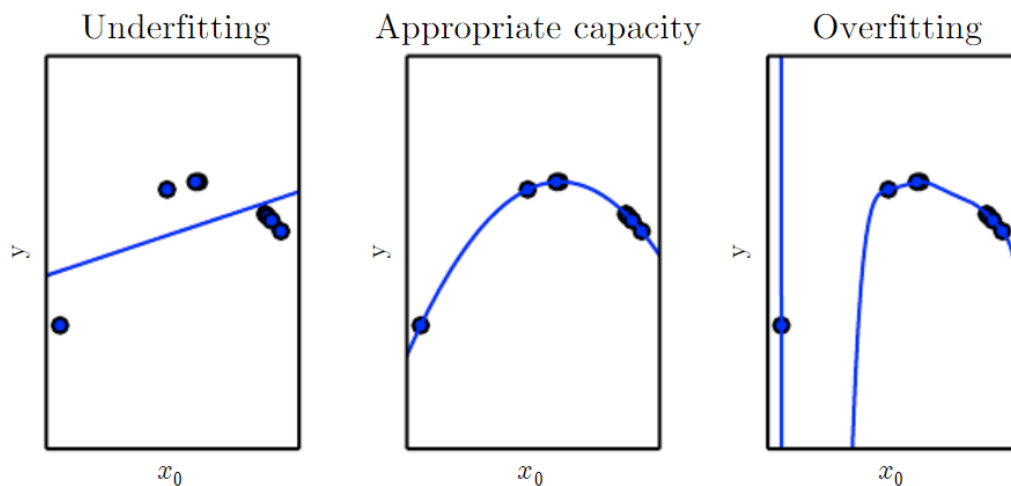 Underfitting
Appropriate capacity
Overfitting
y
x₀
y
x₀
y
x₀